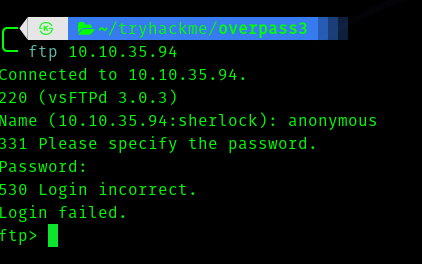 ~/tryhackme/overpass3
ftp 10.10.35.94
Connected to 10.10.35.94.
220 (vsFTPd 3.0.3)
Name (10.10.35.94:sherlock): anonymous
331 Please specify the password.
Password:
530 Login incorrect.
Login failed.
ftp>